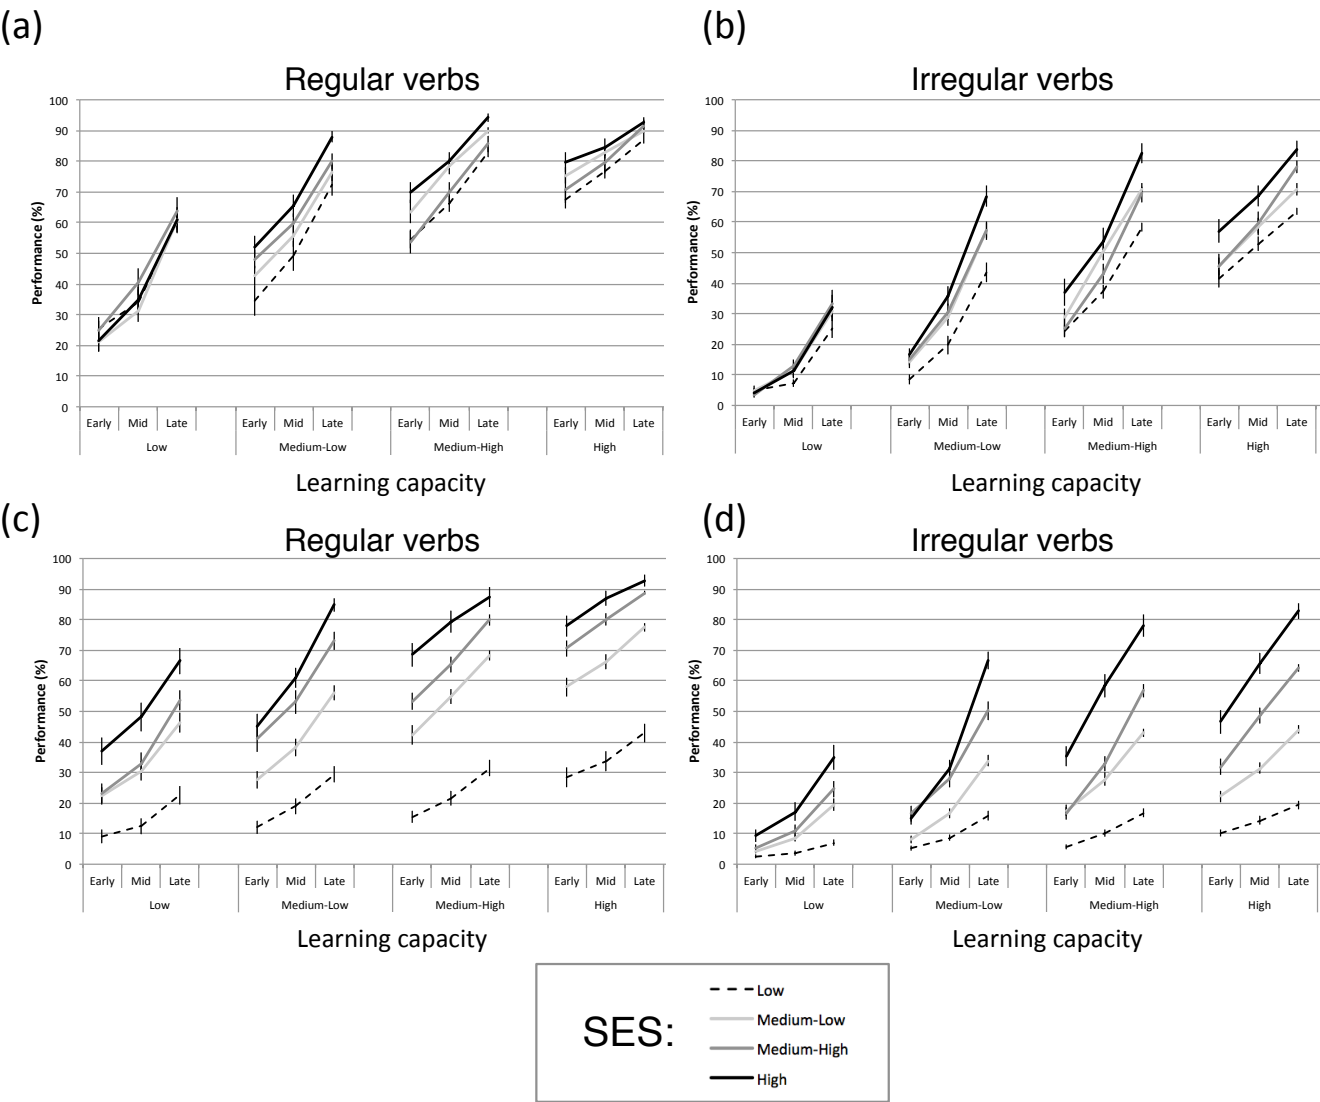 (a)
Regular verbs
Performance (%)
100
90
80
70
60
50
40
30
20
10
0
Early Mid Late Early Mid Late Early Mid Late Early Mid Late
Low Medium-Low Medium-High High
Learning capacity
(b)
Irregular verbs
Performance (%)
100
90
80
70
60
50
40
30
20
10
0
Early Mid Late Early Mid Late Early Mid Late Early Mid Late
Low Medium-Low Medium-High High
Learning capacity
(c)
Regular verbs
Performance (%)
100
90
80
70
60
50
40
30
20
10
0
Early Mid Late Early Mid Late Early Mid Late Early Mid Late
Low Medium-Low Medium-High High
Learning capacity
(d)
Irregular verbs
Performance (%)
100
90
80
70
60
50
40
30
20
10
0
Early Mid Late Early Mid Late Early Mid Late Early Mid Late
Low Medium-Low Medium-High High
Learning capacity
SES:
Low
Medium-Low
Medium-High
High